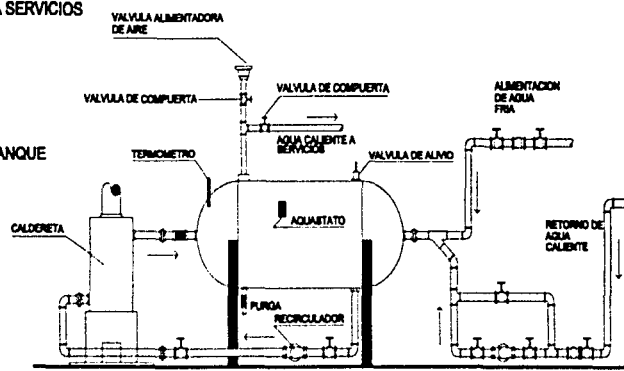 A SERVICIOS
VALVULA ALIMENTADORA
DE AIRE
VALVULA DE COMPUERTA
VALVULA DE COMPUERTA
ALIMENTACION
DE AGUA
FRIA
AGUA CALIENTE A
SERVICIOS
ANQUE
TERMOMETRO
VALVULA DE ALIVIO
CALDERETA
AQUASTATO
RETORNO DE
AGUA
CALIENTE
PURGA
RECIRCULADOR